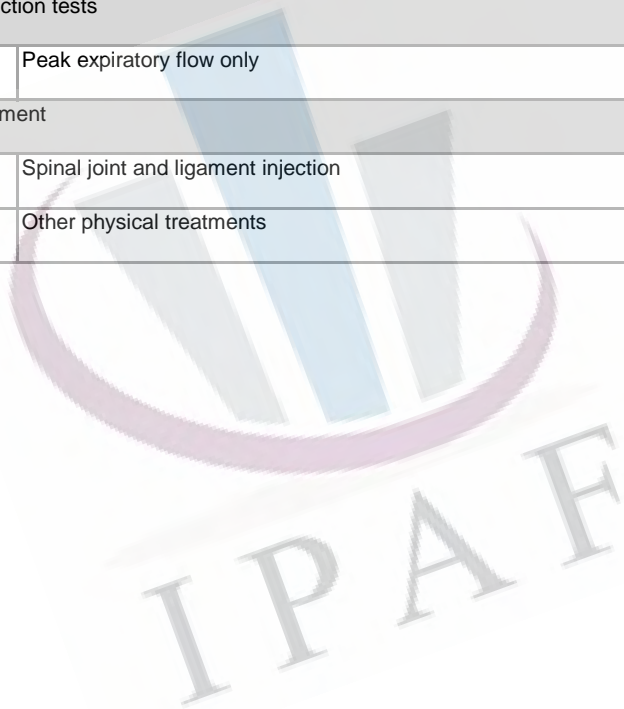 ction tests
Peak expiratory flow only
ment
Spinal joint and ligament injection
Other physical treatments
IPAF